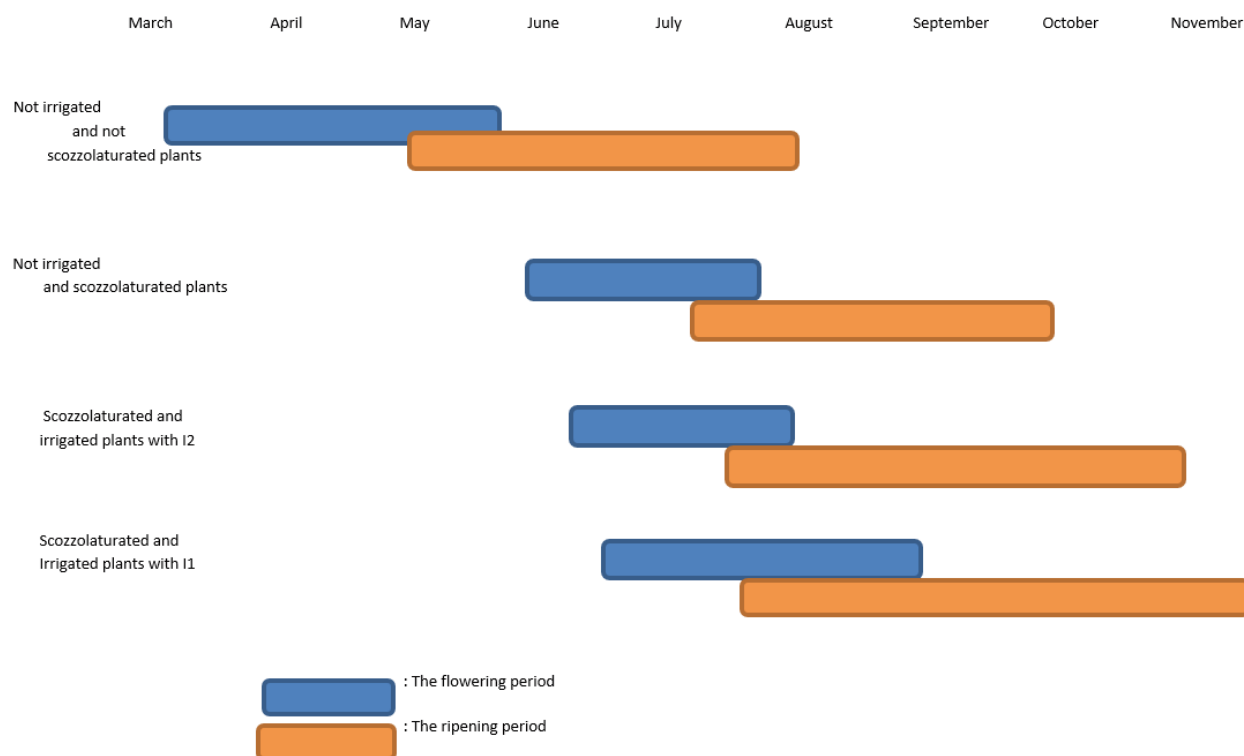 March April May June July August September October November
Not irrigated
and not
scozzolaturated plants
Not irrigated
and scozzolaturated plants
Scozzolaturated and
irrigated plants with I2
Scozzolaturated and
Irrigated plants with I1
: The flowering period
: The ripening period